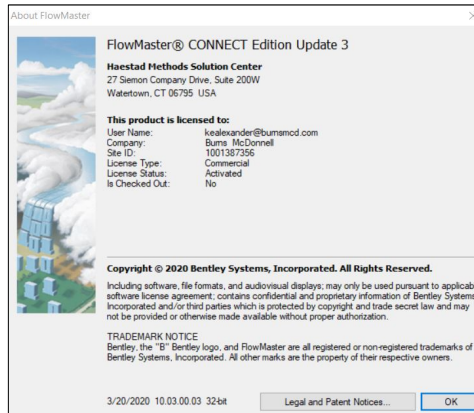 About FlowMaster
FlowMaster® CONNECT Edition Update 3
Haestad Methods Solution Center
27 Siemon Company Drive, Suite 200W
Watertown, CT 06795 USA
This product is licensed to:
User Name: kealexander@burnsmcd.com
Company: Burns McDonnell
Site ID: 1001387356
License Type: Commercial
License Status: Activated
Is Checked Out: No
Copyright © 2020 Bentley Systems, Incorporated. All Rights Reserved.
Including software, file formats, and audiovisual displays; may only be used pursuant to applicab
software license agreement; contains confidential and proprietary information of Bentley Systems
Incorporated and/or third parties which is protected by copyright and trade secret law and may
not be provided or otherwise made available without proper authorization.
TRADEMARK NOTICE
Bentley, the "B" Bentley logo, and FlowMaster are all registered or non-registered trademarks of
Bentley Systems, Incorporated. All other marks are the property of their respective owners.
3/20/2020 10.03.00.03 32-bit Legal and Patent Notices... OK